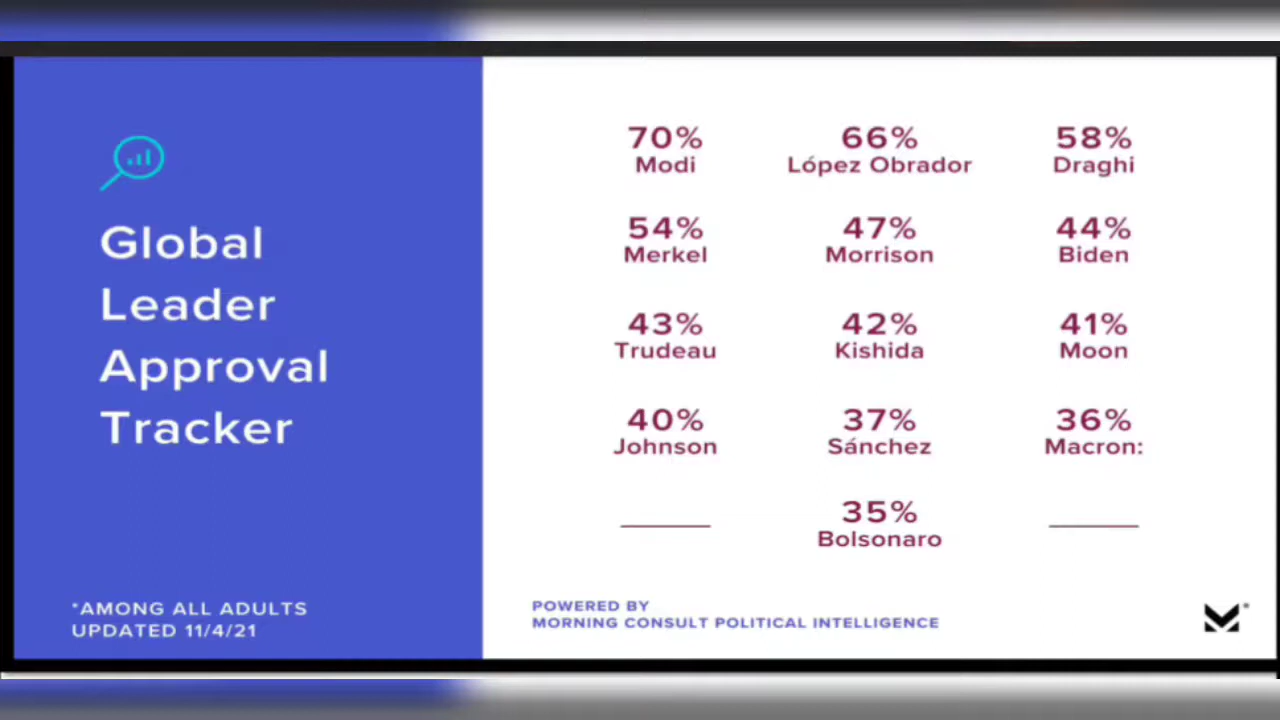 Global
Leader
Approval
Tracker
*AMONG ALL ADULTS
UPDATED 11/4/21
70% 66% 58%
Modi López Obrador Draghi
54% 47% 44%
Merkel Morrison Biden
43% 42% 41%
Trudeau Kishida Moon
40% 37% 36%
Johnson Sánchez Macron:
35%
Bolsonaro
POWERED BY
MORNING CONSULT POLITICAL INTELLIGENCE